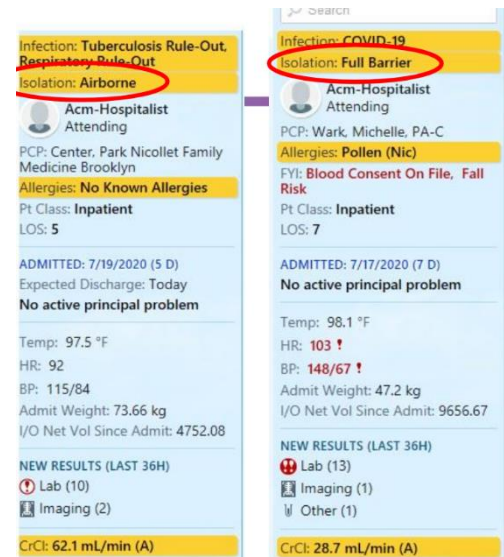 Infection: Tuberculosis Rule-Out,
Respiratory Rule-Out
Isolation: Airborne
Acm-Hospitalist
Attending
PCP: Center, Park Nicollet Family
Medicine Brooklyn
Allergies: No Known Allergies
Pt Class: Inpatient
LOS: 5
ADMITTED: 7/19/2020 (5 D)
Expected Discharge: Today
No active principal problem
Temp: 97.5 °F
HR: 92
BP: 115/84
Admit Weight: 73.66 kg
I/O Net Vol Since Admit: 4752.08
NEW RESULTS (LAST 36H)
Lab (10)
Imaging (2)
CrCl: 62.1 mL/min (A)
Search
Infection: COVID-19
Isolation: Full Barrier
Acm-Hospitalist
Attending
PCP: Wark, Michelle, PA-C
Allergies: Pollen (Nic)
FYI: Blood Consent On File, Fall
Risk
Pt Class: Inpatient
LOS: 7
ADMITTED: 7/17/2020 (7 D)
No active principal problem
Temp: 98.1 °F
HR: 103 !
BP: 148/67 !
Admit Weight: 47.2 kg
I/O Net Vol Since Admit: 9656.67
NEW RESULTS (LAST 36H)
Lab (13)
Imaging (1)
Other (1)
CrCl: 28.7 mL/min (A)